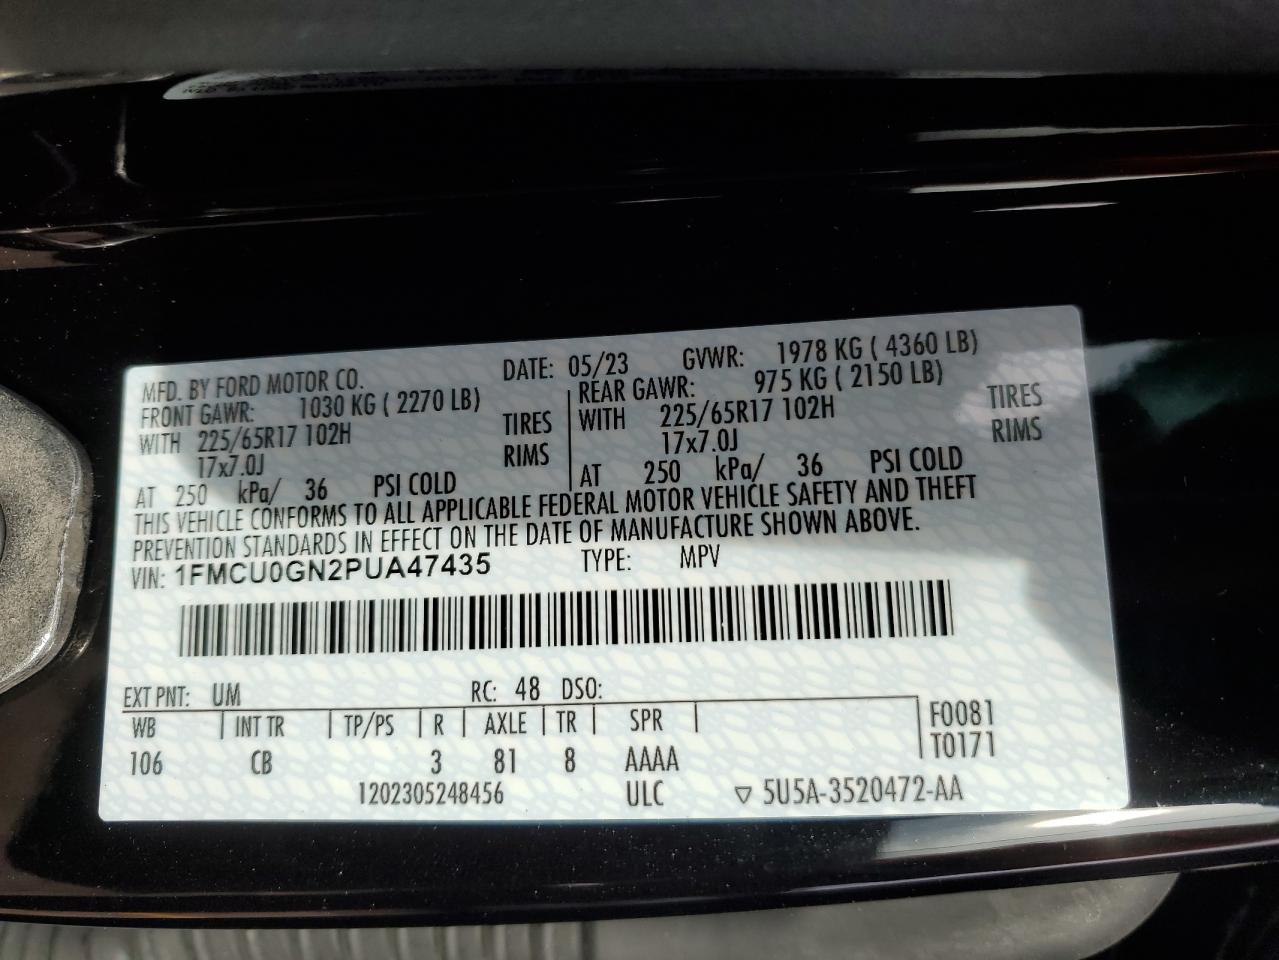 MFD. BY FORD MOTOR CO. DATE: 05/23 GVWR: 1978 KG ( 4360 LB)
FRONT GAWR: 1030 KG ( 2270 LB) REAR GAWR: 975 KG ( 2150 LB)
WITH 225/65R17 102H TIRES WITH 225/65R17 102H TIRES
17x7.0J RIMS 17x7.0J RIMS
AT 250 kPa/ 36 PSI COLD AT 250 kPa/ 36 PSI COLD
THIS VEHICLE CONFORMS TO ALL APPLICABLE FEDERAL MOTOR VEHICLE SAFETY AND THEFT
PREVENTION STANDARDS IN EFFECT ON THE DATE OF MANUFACTURE SHOWN ABOVE.
VIN: 1FMCU0GN2PUA47435 TYPE: MPV
EXT PNT: UM RC: 48 DSO:
WB INT TR TP/PS R AXLE TR SPR F0081
106 CB 3 81 8 AAAA T0171
1202305248456 ULC ▽ 5U5A-3520472-AA